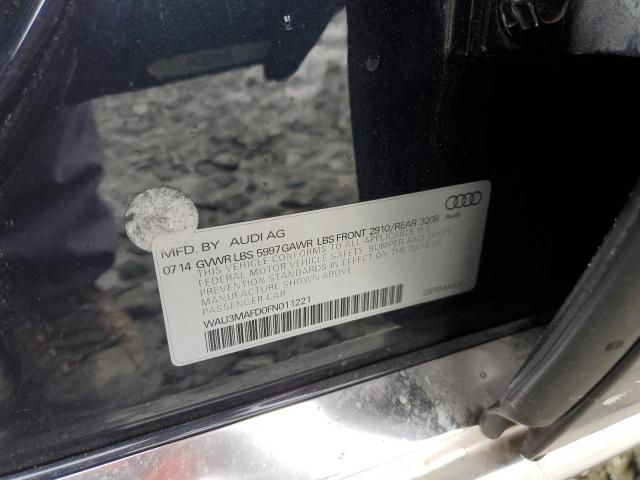 Audi
MFD. BY AUDI AG
07 14 GVWR LBS 5997 GAWR LBS FRONT 2910/REAR 3208
THIS VEHICLE CONFORMS TO ALL APPLICABLE U.S.
FEDERAL MOTOR VEHICLE SAFETY, BUMPER AND THEFT
PREVENTION STANDARDS IN EFFECT ON THE DATE OF
MANUFACTURE SHOWN ABOVE.
PASSENGER CAR
WAU3MAFD0FN011221
GERMANY